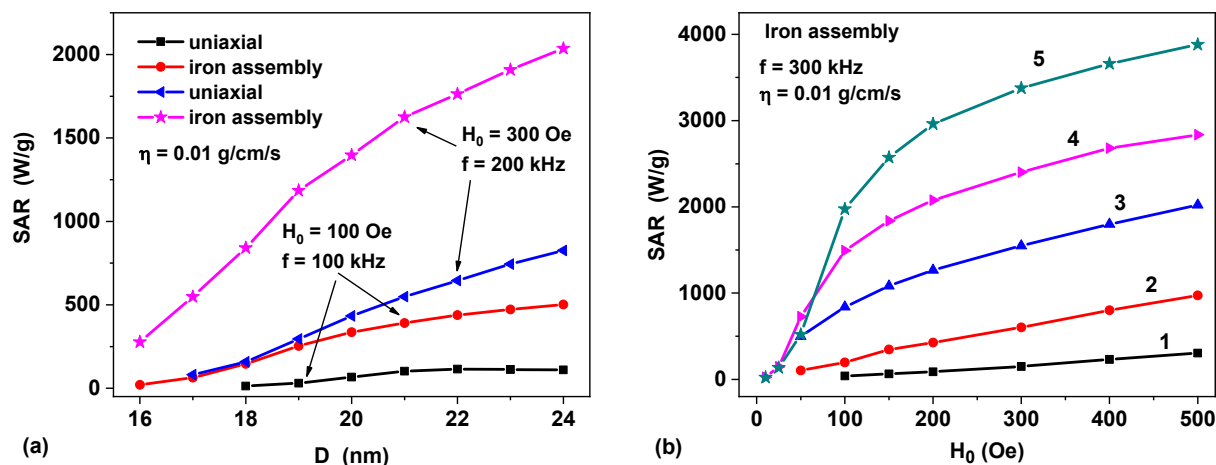 2000
1500
1000
500
0
SAR (W/g)
uniaxial
iron assembly
uniaxial
iron assembly
η = 0.01 g/cm/s
H₀ = 300 Oe
f = 200 kHz
H₀ = 100 Oe
f = 100 kHz
16 18 20 22 24
(a)
D (nm)
4000
3000
2000
1000
0
SAR (W/g)
Iron assembly
f = 300 kHz
η = 0.01 g/cm/s
5
4
3
2
1
0 100 200 300 400 500
(b)
H₀ (Oe)